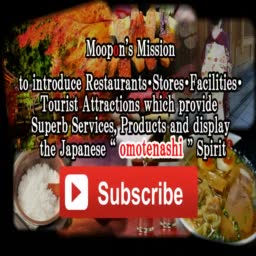 Moopon's Mission
to introduce Restaurants•Stores•Facilities•
Tourist Attractions which provide
Superb Services, Products and display
the Japanese “ omotenashi ” Spirit
Subscribe